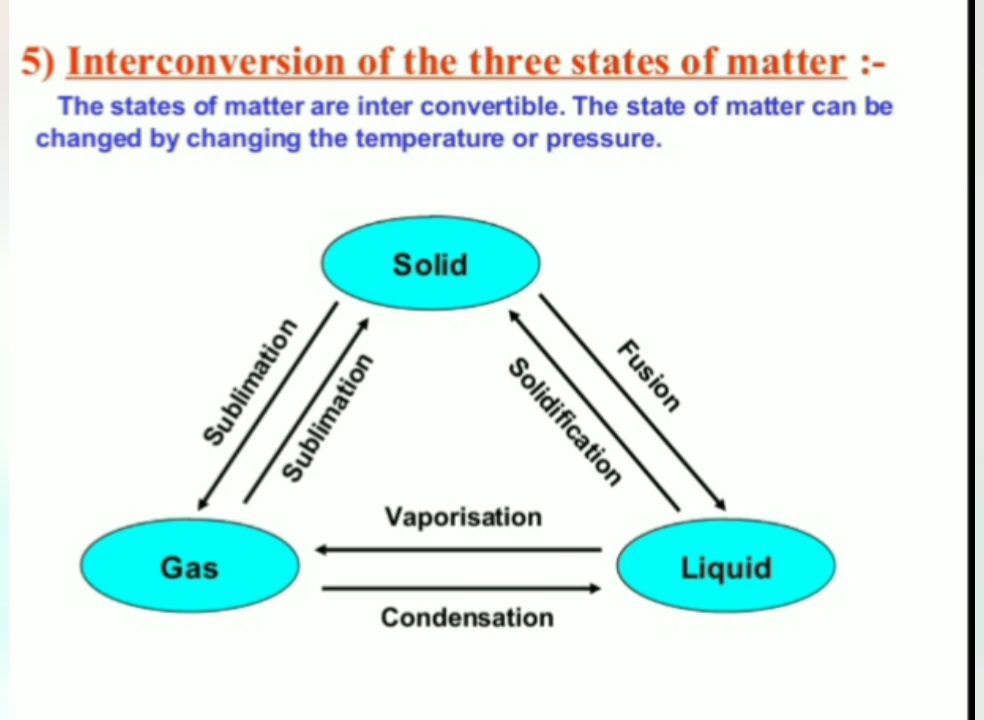 5) Interconversion of the three states of matter :-
The states of matter are inter convertible. The state of matter can be
changed by changing the temperature or pressure.
Solid
Sublimation
Sublimation
Solidification
Fusion
Vaporisation
Gas
Liquid
Condensation